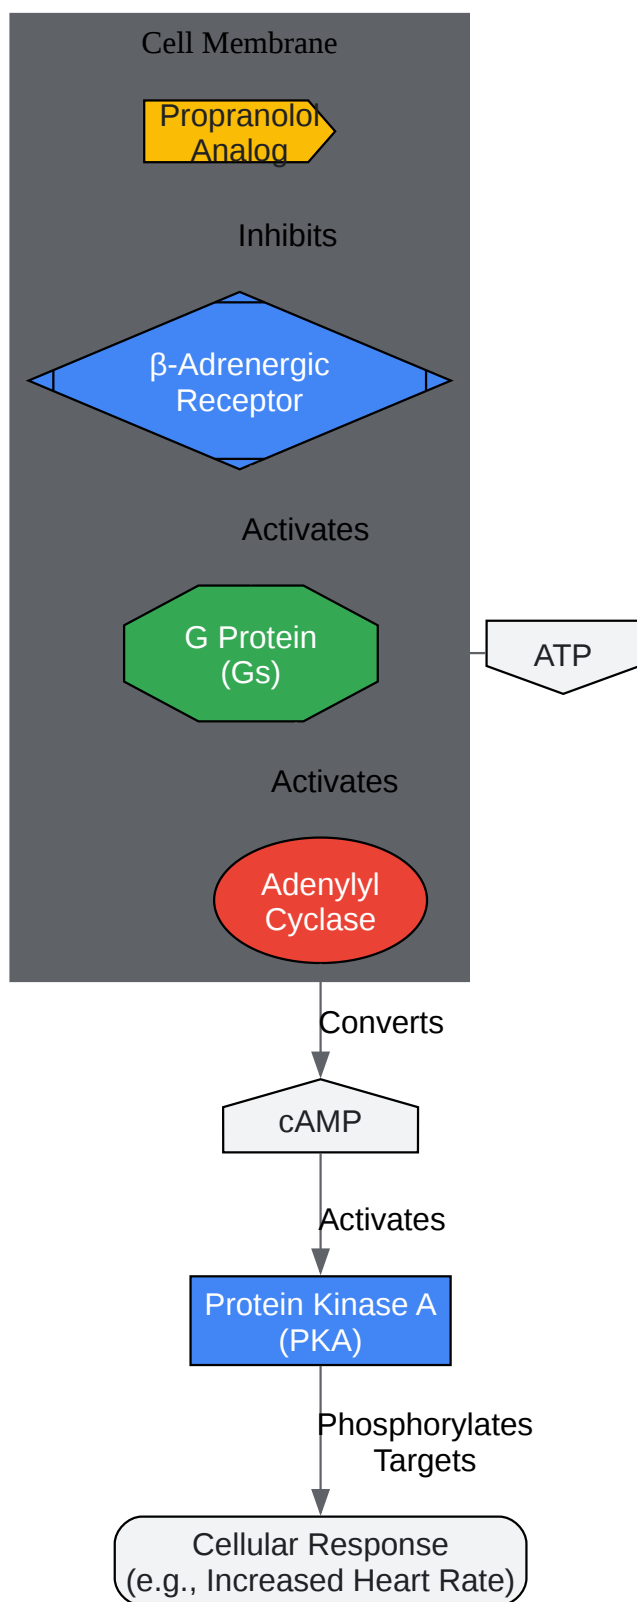 Cell Membrane
Propranolol
Analog
Inhibits
β-Adrenergic
Receptor
Activates
G Protein
(Gs)
ATP
Activates
Adenylyl
Cyclase
Converts
cAMP
Activates
Protein Kinase A
(PKA)
Phosphorylates
Targets
Cellular Response
(e.g., Increased Heart Rate)